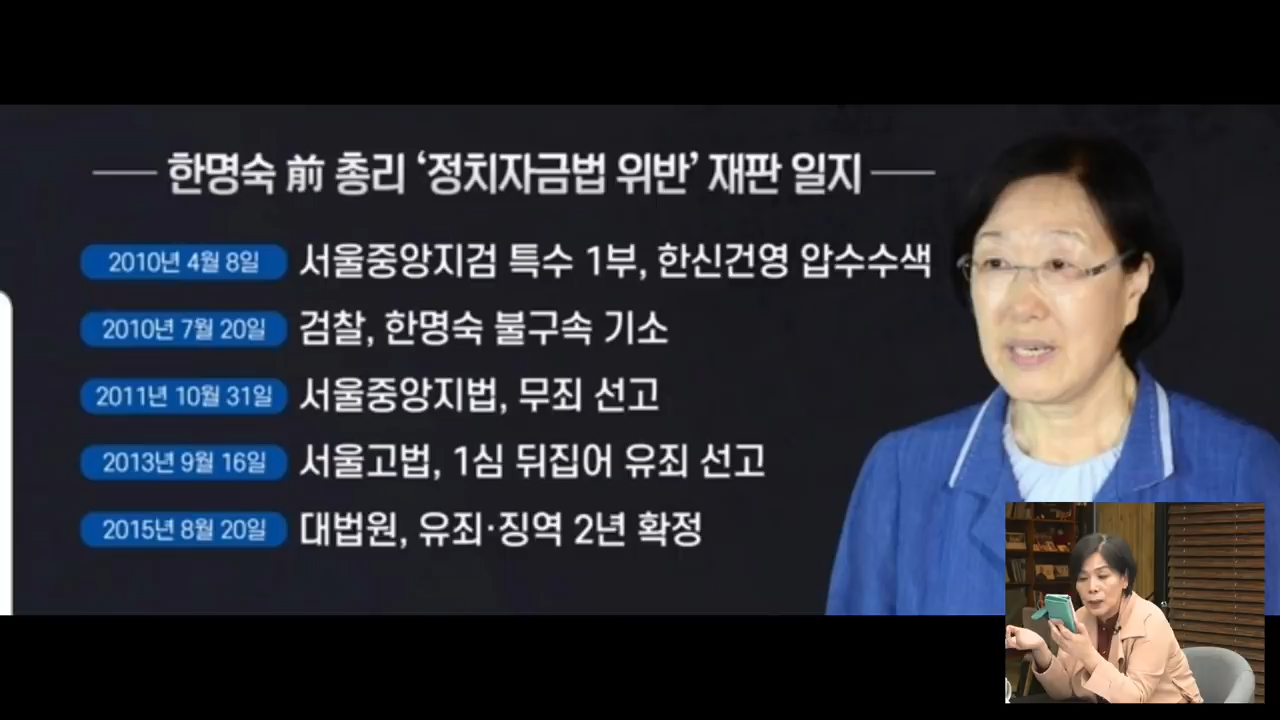 한명숙 前 총리 ‘정치자금법 위반’ 재판 일지
2010년 4월 8일 서울중앙지검 특수 1부, 한신건영 압수수색
2010년 7월 20일 검찰, 한명숙 불구속 기소
2011년 10월 31일 서울중앙지법, 무죄 선고
2013년 9월 16일 서울고법, 1심 뒤집어 유죄 선고
2015년 8월 20일 대법원, 유죄·징역 2년 확정